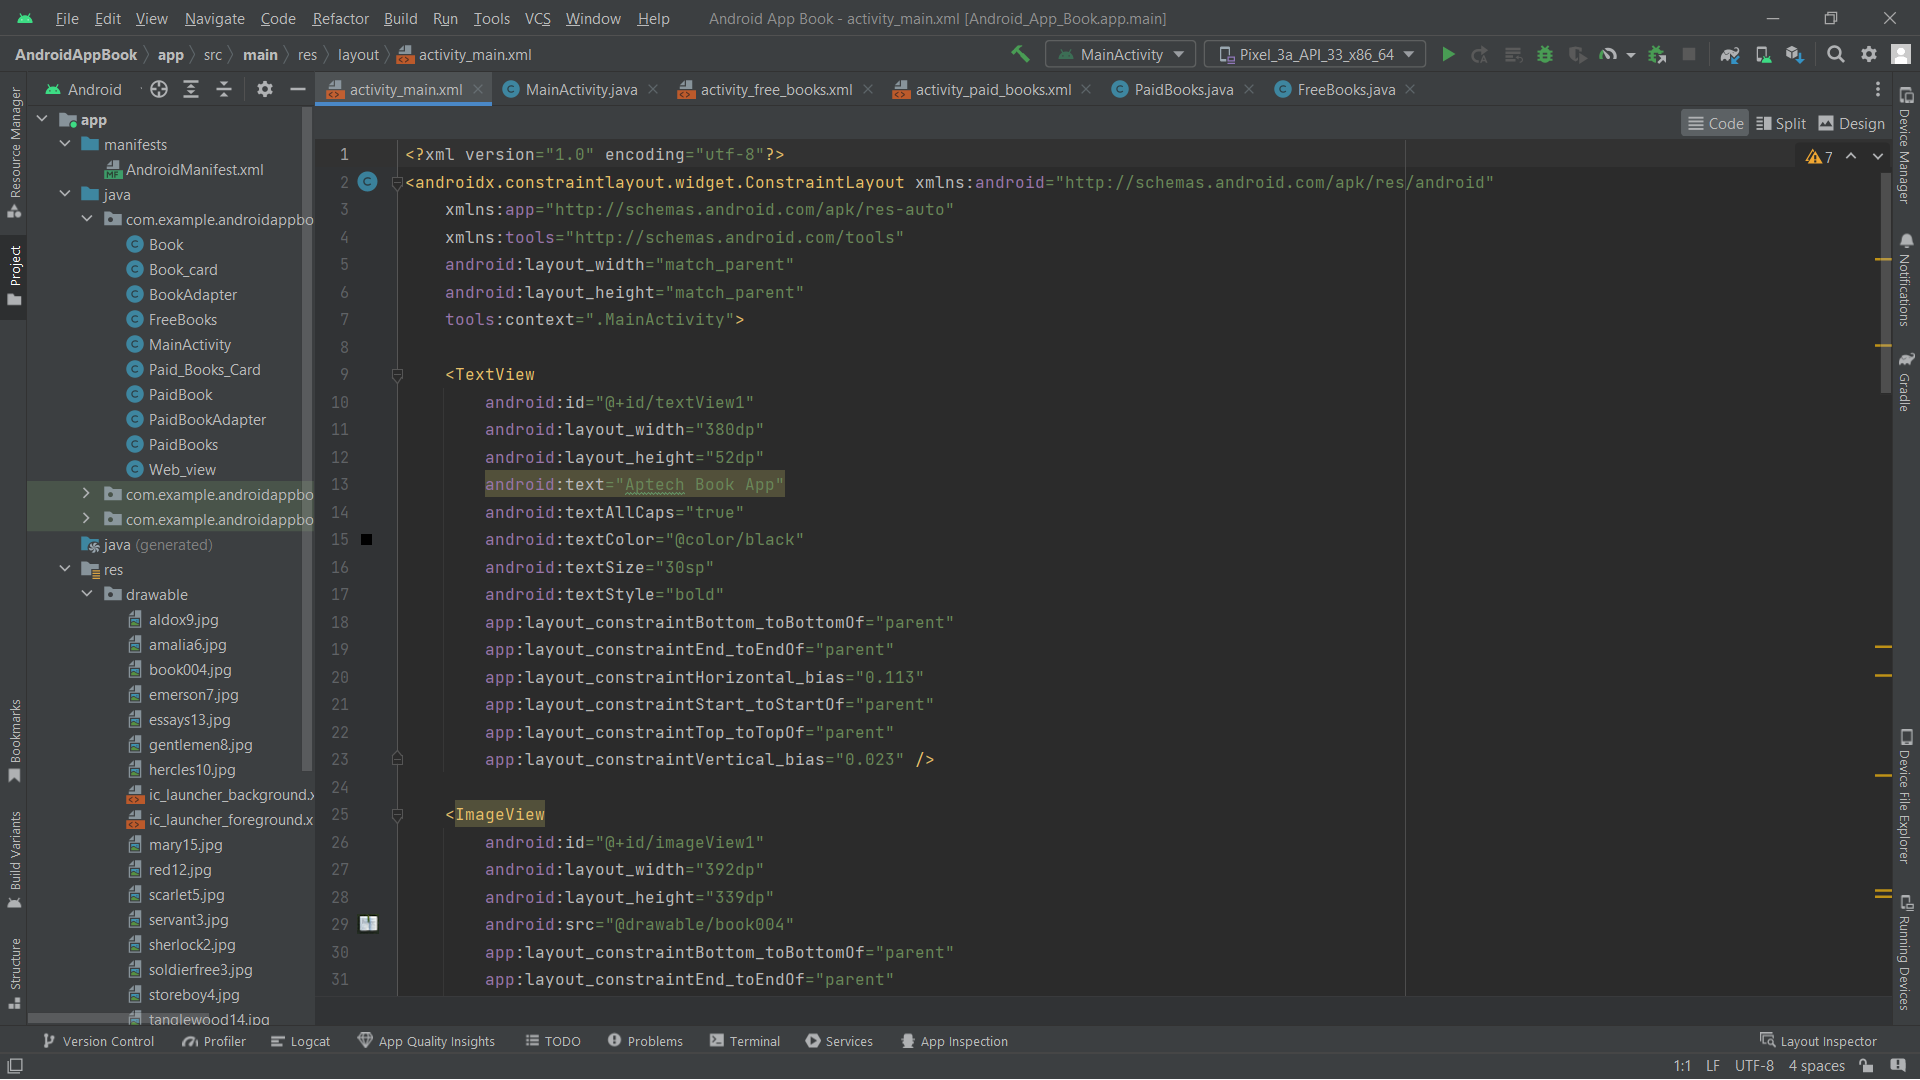 File Edit View Navigate Code Refactor Build Run Tools VCS Window Help Android App Book - activity_main.xml [Android_App_Book.app.main]
AndroidAppBook app src main res layout activity_main.xml MainActivity Pixel_3a_API_33_x86_64
Android activity_main.xml MainActivity.java activity_free_books.xml activity_paid_books.xml PaidBooks.java FreeBooks.java
Code Split Design
Resource Manager
Project
Bookmarks
Build Variants
Structure
app
manifests
AndroidManifest.xml
java
com.example.androidappbo
Book
Book_card
BookAdapter
FreeBooks
MainActivity
Paid_Books_Card
PaidBook
PaidBookAdapter
PaidBooks
Web_view
com.example.androidappbo
com.example.androidappbo
java (generated)
res
drawable
aldox9.jpg
amalia6.jpg
book004.jpg
emerson7.jpg
essays13.jpg
gentlemen8.jpg
hercles10.jpg
ic_launcher_background.x
ic_launcher_foreground.x
mary15.jpg
red12.jpg
scarlet5.jpg
servant3.jpg
sherlock2.jpg
soldierfree3.jpg
storeboy4.jpg
tanglewood14.jpg
1 <?xml version="1.0" encoding="utf-8"?>
2 <androidx.constraintlayout.widget.ConstraintLayout xmlns:android="http://schemas.android.com/apk/res/android"
3 xmlns:app="http://schemas.android.com/apk/res-auto"
4 xmlns:tools="http://schemas.android.com/tools"
5 android:layout_width="match_parent"
6 android:layout_height="match_parent"
7 tools:context=".MainActivity">
8
9 <TextView
10 android:id="@+id/textView1"
11 android:layout_width="380dp"
12 android:layout_height="52dp"
13 android:text="Aptech Book App"
14 android:textAllCaps="true"
15 android:textColor="@color/black"
16 android:textSize="30sp"
17 android:textStyle="bold"
18 app:layout_constraintBottom_toBottomOf="parent"
19 app:layout_constraintEnd_toEndOf="parent"
20 app:layout_constraintHorizontal_bias="0.113"
21 app:layout_constraintStart_toStartOf="parent"
22 app:layout_constraintTop_toTopOf="parent"
23 app:layout_constraintVertical_bias="0.023" />
24
25 <ImageView
26 android:id="@+id/imageView1"
27 android:layout_width="392dp"
28 android:layout_height="339dp"
29 android:src="@drawable/book004"
30 app:layout_constraintBottom_toBottomOf="parent"
31 app:layout_constraintEnd_toEndOf="parent"
7
Device Manager
Notifications
Gradle
Device File Explorer
Running Devices
Version Control Profiler Logcat App Quality Insights TODO Problems Terminal Services App Inspection Layout Inspector
1:1 LF UTF-8 4 spaces